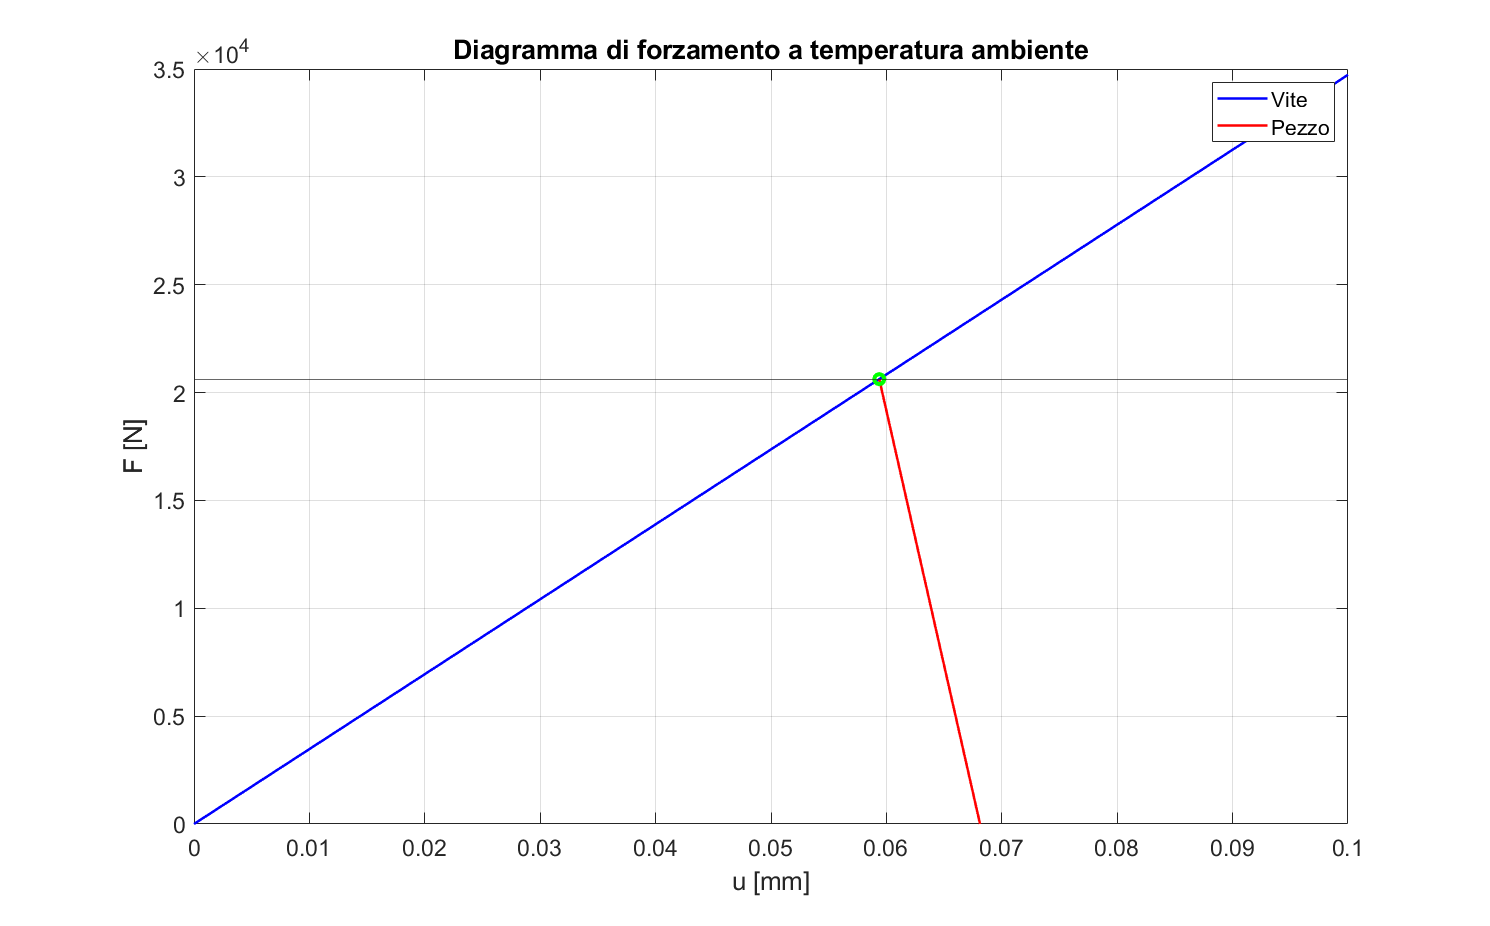 Diagramma di forzamento a temperatura ambiente
×10⁴
3.5
3
2.5
2
1.5
1
0.5
0
F [N]
Vite
Pezzo
0 0.01 0.02 0.03 0.04 0.05 0.06 0.07 0.08 0.09 0.1
u [mm]